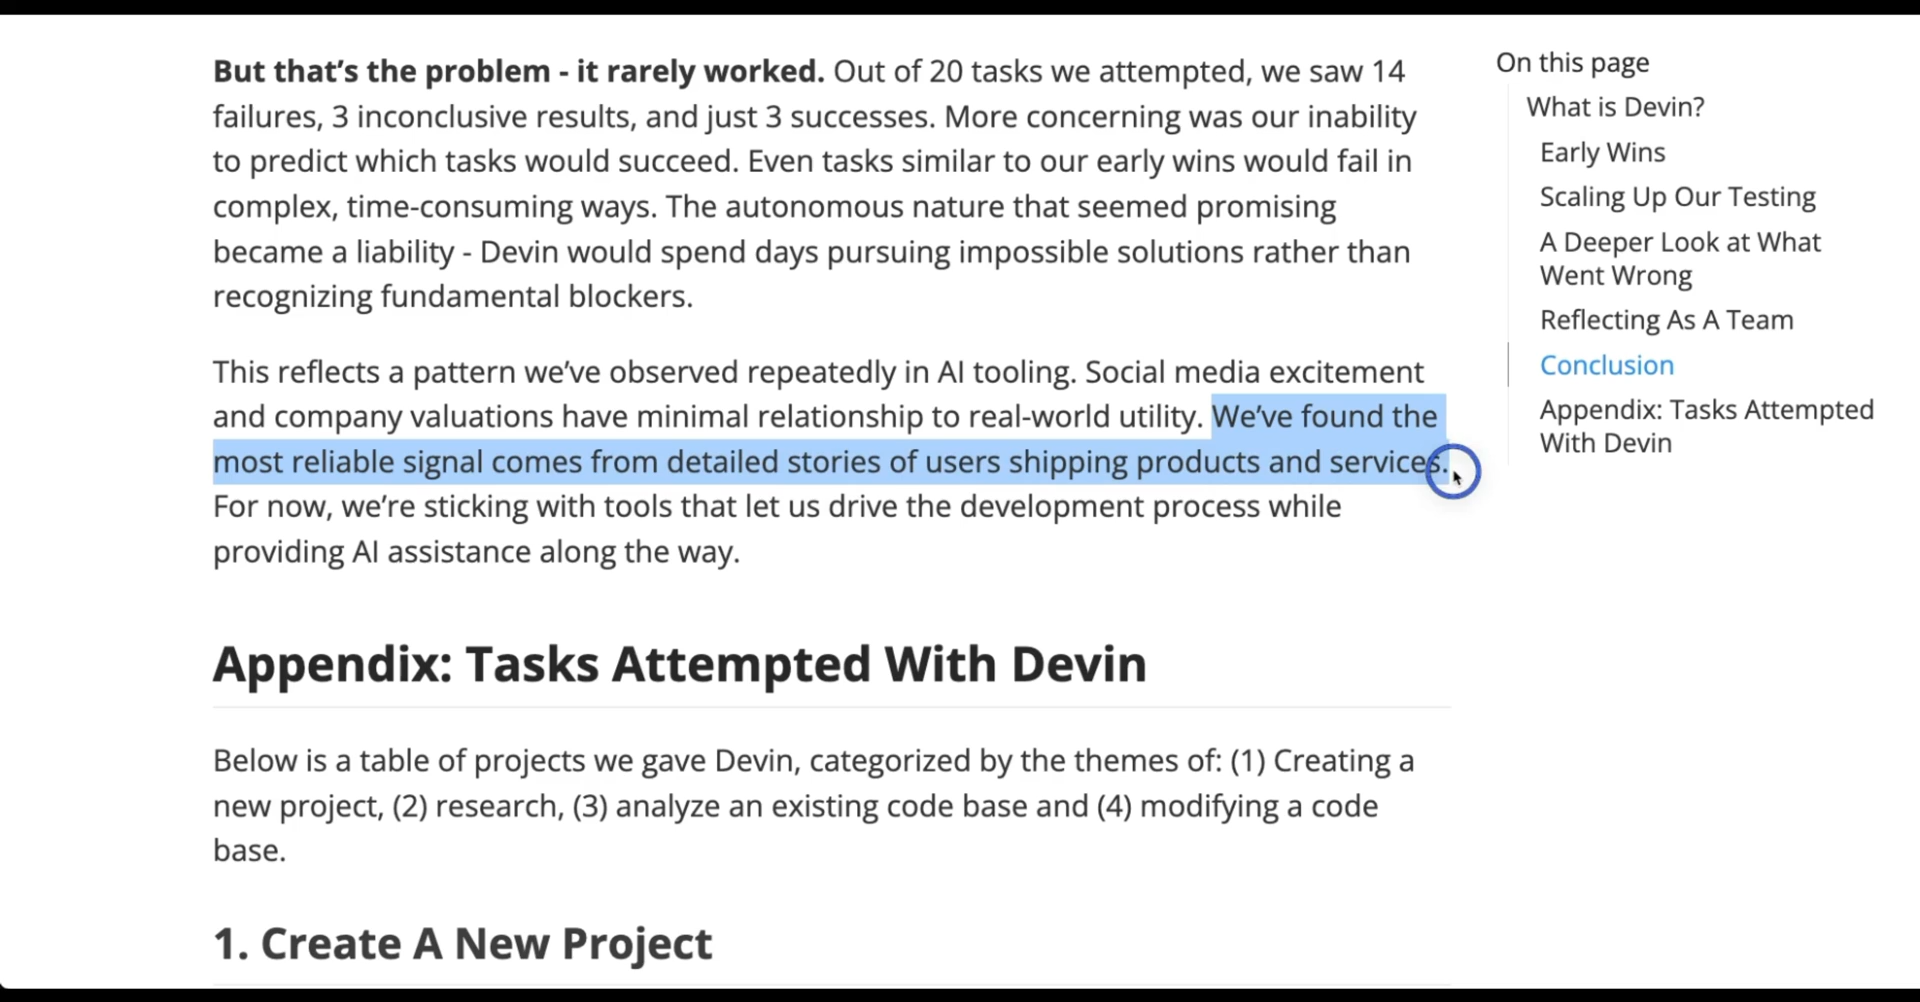 But that’s the problem - it rarely worked. Out of 20 tasks we attempted, we saw 14
failures, 3 inconclusive results, and just 3 successes. More concerning was our inability
to predict which tasks would succeed. Even tasks similar to our early wins would fail in
complex, time-consuming ways. The autonomous nature that seemed promising
became a liability - Devin would spend days pursuing impossible solutions rather than
recognizing fundamental blockers.
This reflects a pattern we’ve observed repeatedly in AI tooling. Social media excitement
and company valuations have minimal relationship to real-world utility. We’ve found the
most reliable signal comes from detailed stories of users shipping products and services.
For now, we’re sticking with tools that let us drive the development process while
providing AI assistance along the way.
Appendix: Tasks Attempted With Devin
Below is a table of projects we gave Devin, categorized by the themes of: (1) Creating a
new project, (2) research, (3) analyze an existing code base and (4) modifying a code
base.
1. Create A New Project
On this page
What is Devin?
Early Wins
Scaling Up Our Testing
A Deeper Look at What
Went Wrong
Reflecting As A Team
Conclusion
Appendix: Tasks Attempted
With Devin